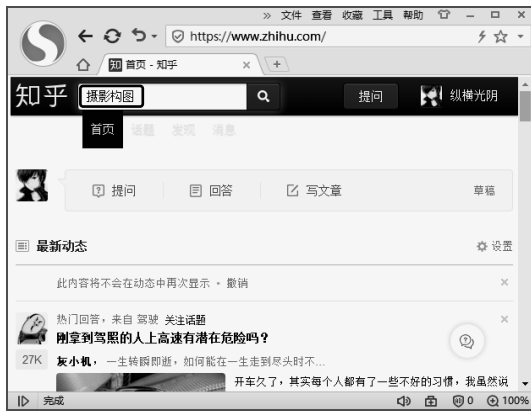 » 文件 查看 收藏 工具 帮助
https://www.zhihu.com/
知 首页 - 知乎
知乎 摄影构图 提问 纵横光阴
首页 话题 发现 消息
提问 回答 写文章 草稿
最新动态 设置
此内容将不会在动态中再次显示 · 撤销
热门回答，来自 驾驶 关注话题
刚拿到驾照的人上高速有潜在危险吗？
27K 灰小机，一生转瞬即逝，如何能在一生走到尽头时不...
开车久了，其实每个人都有了一些不好的习惯，我虽然说
完成 0 100%